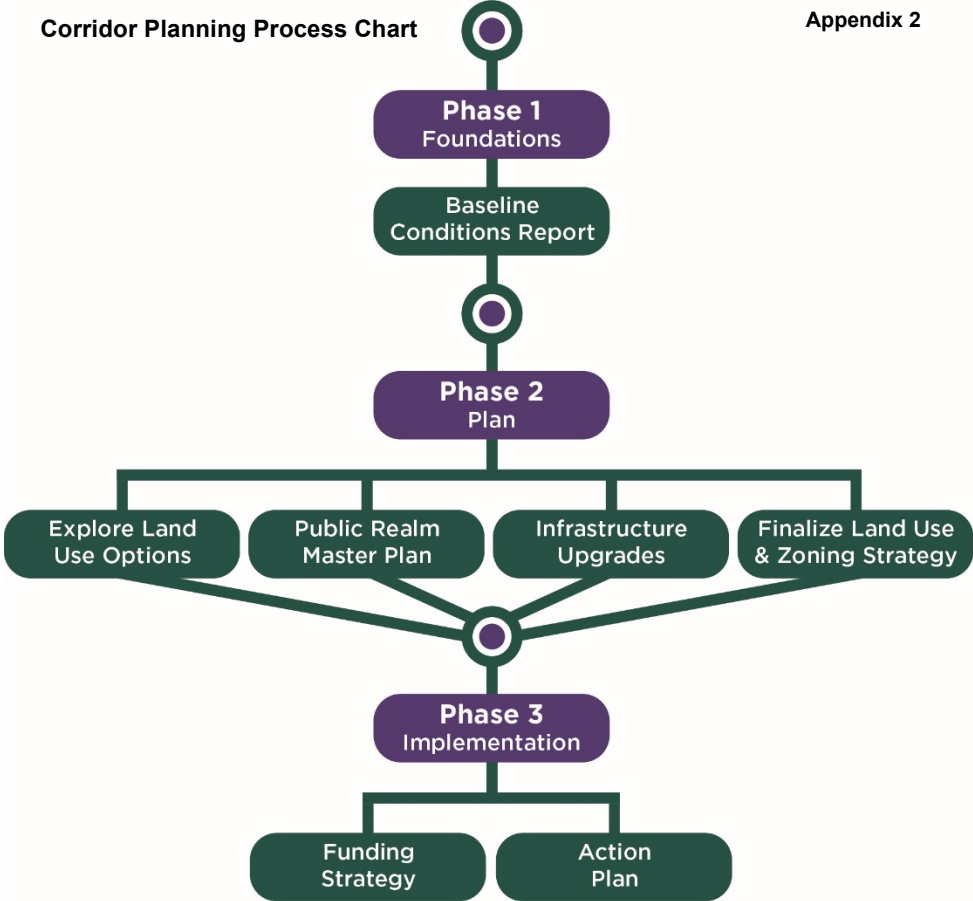 Corridor Planning Process Chart
Appendix 2
Phase 1
Foundations
Baseline
Conditions Report
Phase 2
Plan
Explore Land
Use Options
Public Realm
Master Plan
Infrastructure
Upgrades
Finalize Land Use
& Zoning Strategy
Phase 3
Implementation
Funding
Strategy
Action
Plan